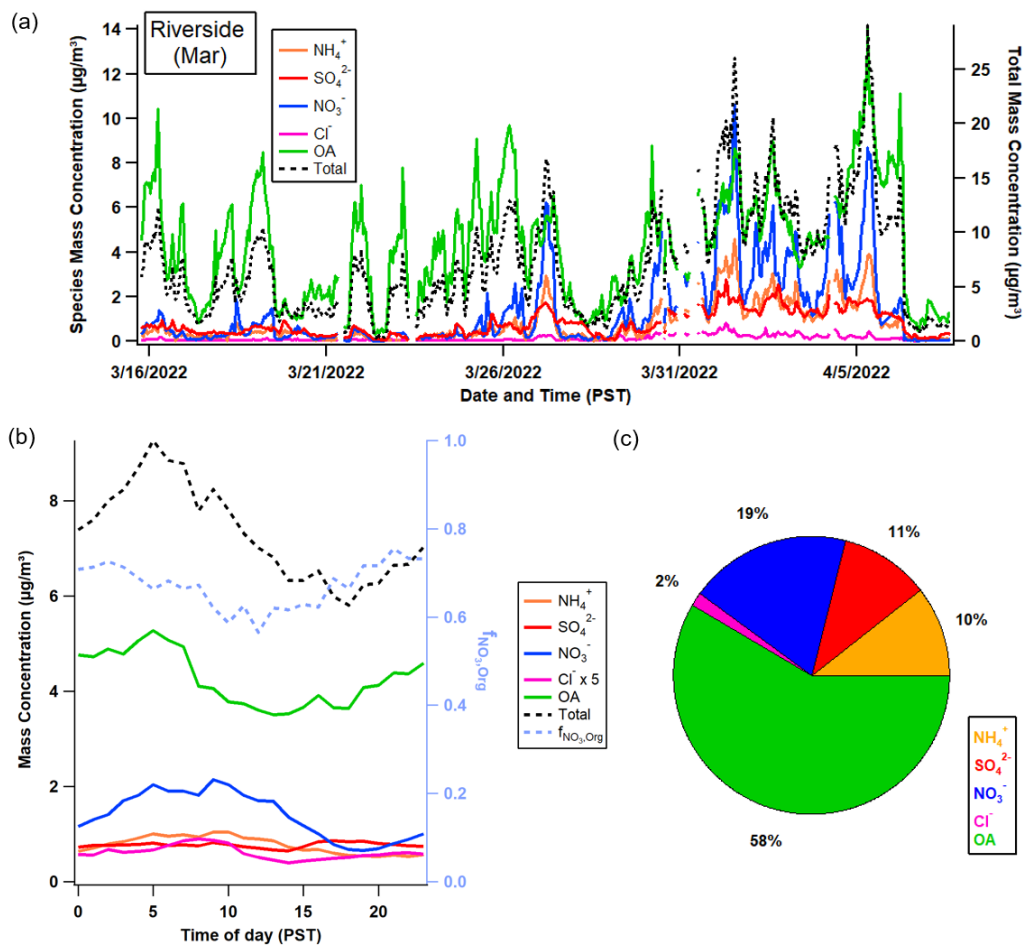 (a)
Riverside
(Mar)
NH₄⁺
SO₄²⁻
NO₃⁻
Cl⁻
OA
Total
Species Mass Concentration (µg/m³)
14
12
10
8
6
4
2
0
Total Mass Concentration (µg/m³)
25
20
15
10
5
0
3/16/2022
3/21/2022
3/26/2022
3/31/2022
4/5/2022
Date and Time (PST)
(b)
Mass Concentration (µg/m³)
8
6
4
2
0
1.0
0.8
0.6
0.4
0.2
0.0
f_NO₃,Org
0
5
10
15
20
Time of day (PST)
NH₄⁺
SO₄²⁻
NO₃⁻
Cl⁻ x 5
OA
Total
f_NO₃,Org
(c)
19%
11%
2%
10%
58%
NH₄⁺
SO₄²⁻
NO₃⁻
Cl⁻
OA